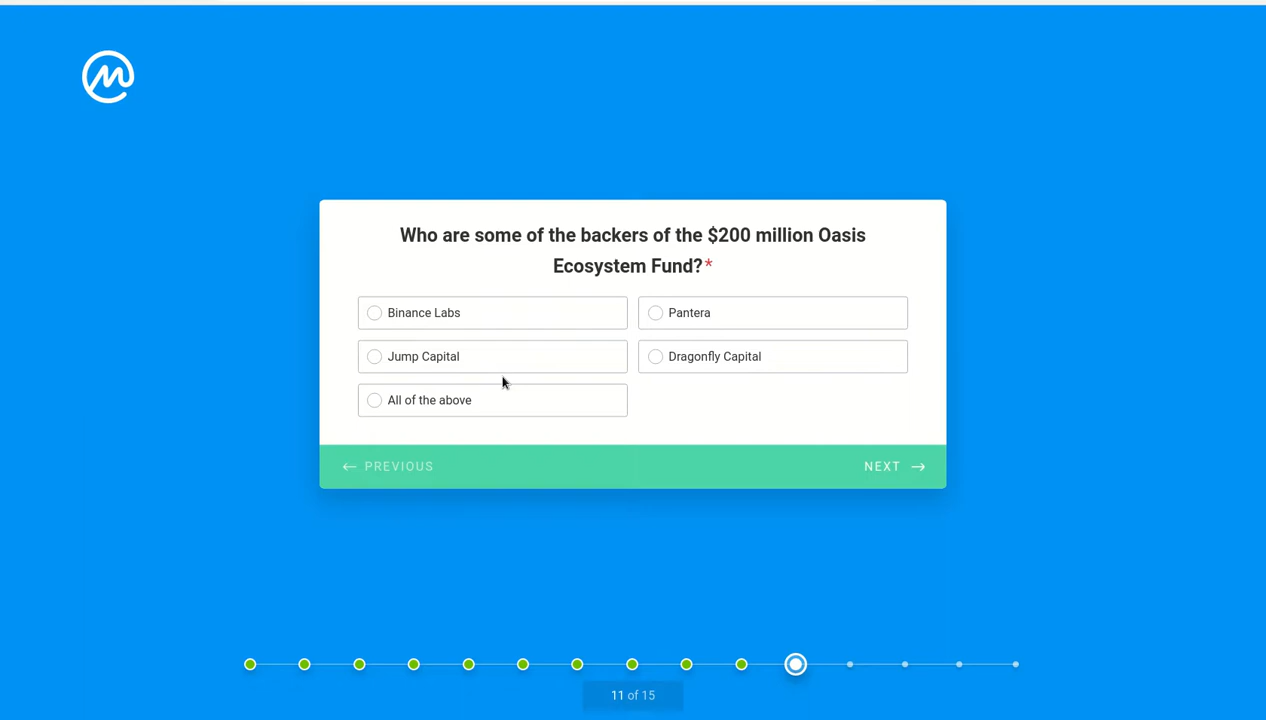 Who are some of the backers of the $200 million Oasis
Ecosystem Fund?*
Binance Labs
Pantera
Jump Capital
Dragonfly Capital
All of the above
← PREVIOUS
NEXT →
11 of 15